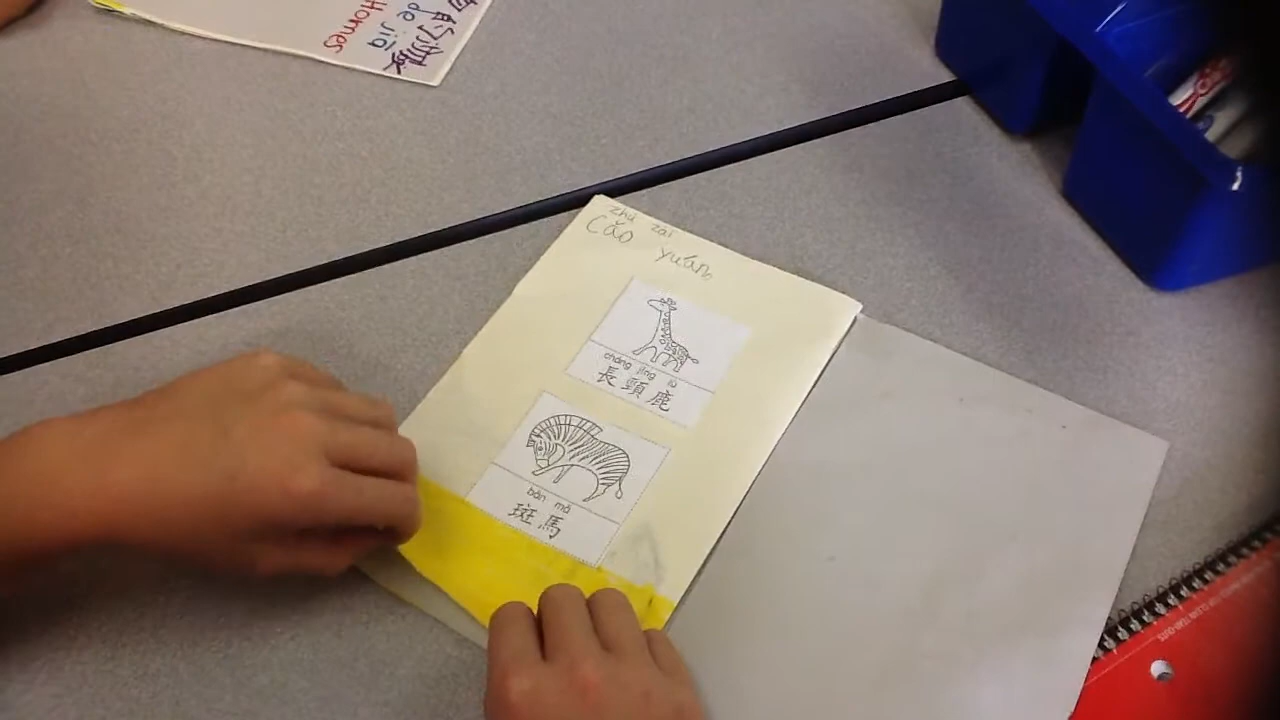 de jiā
Homes
zhù zài
Cǎo yuán
cháng jǐng lù
長頸鹿
bān mǎ
斑馬